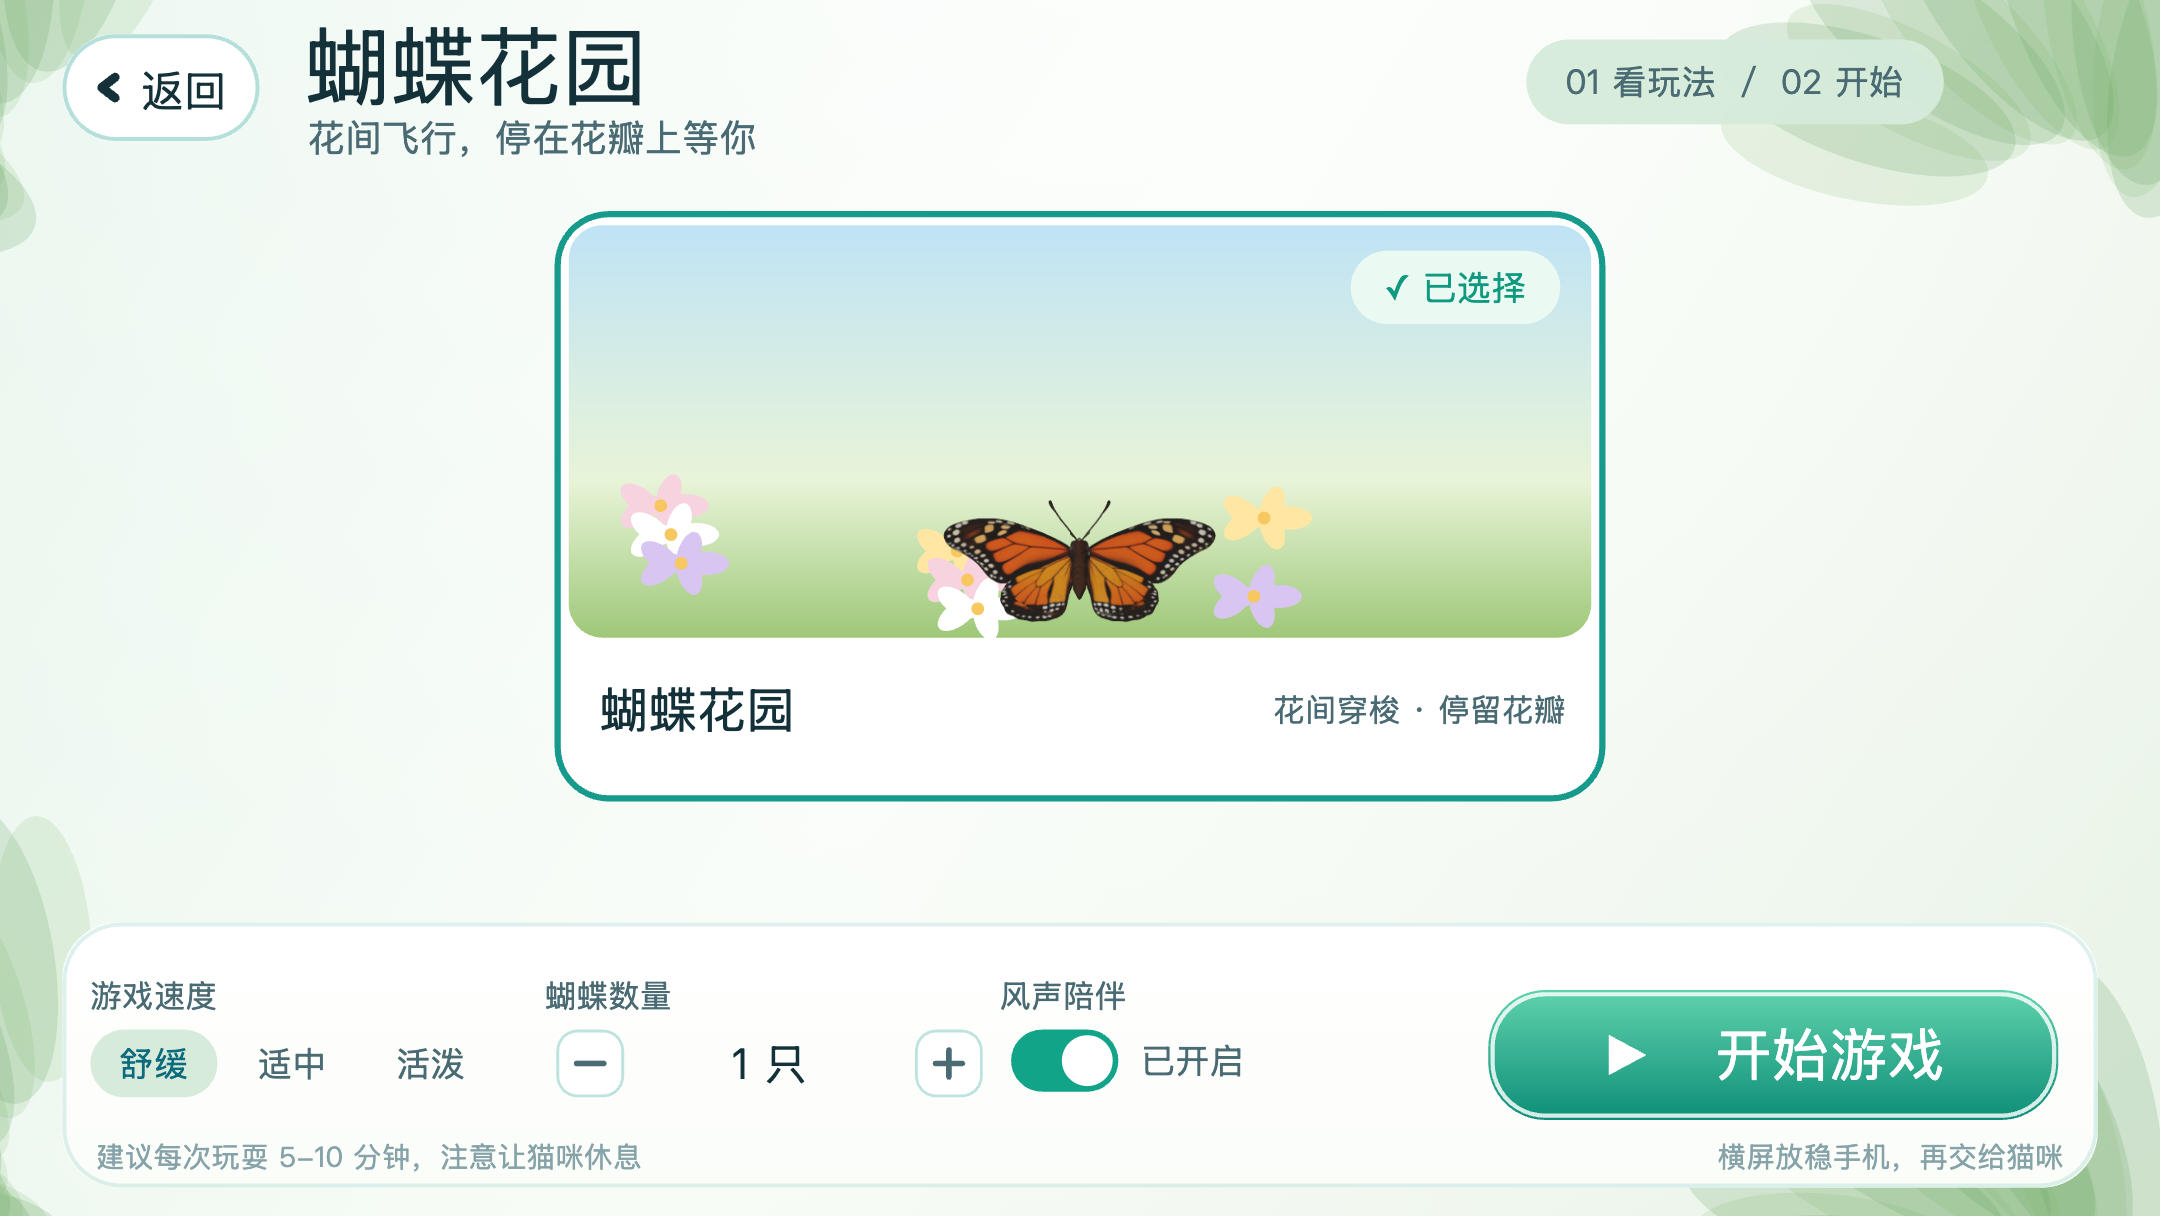 返回
蝴蝶花园
花间飞行，停在花瓣上等你
01 看玩法 / 02 开始
✓ 已选择
蝴蝶花园
花间穿梭 · 停留花瓣
游戏速度
舒缓 适中 活泼
蝴蝶数量
− 1 只 +
风声陪伴
已开启
开始游戏
建议每次玩耍 5–10 分钟，注意让猫咪休息
横屏放稳手机，再交给猫咪